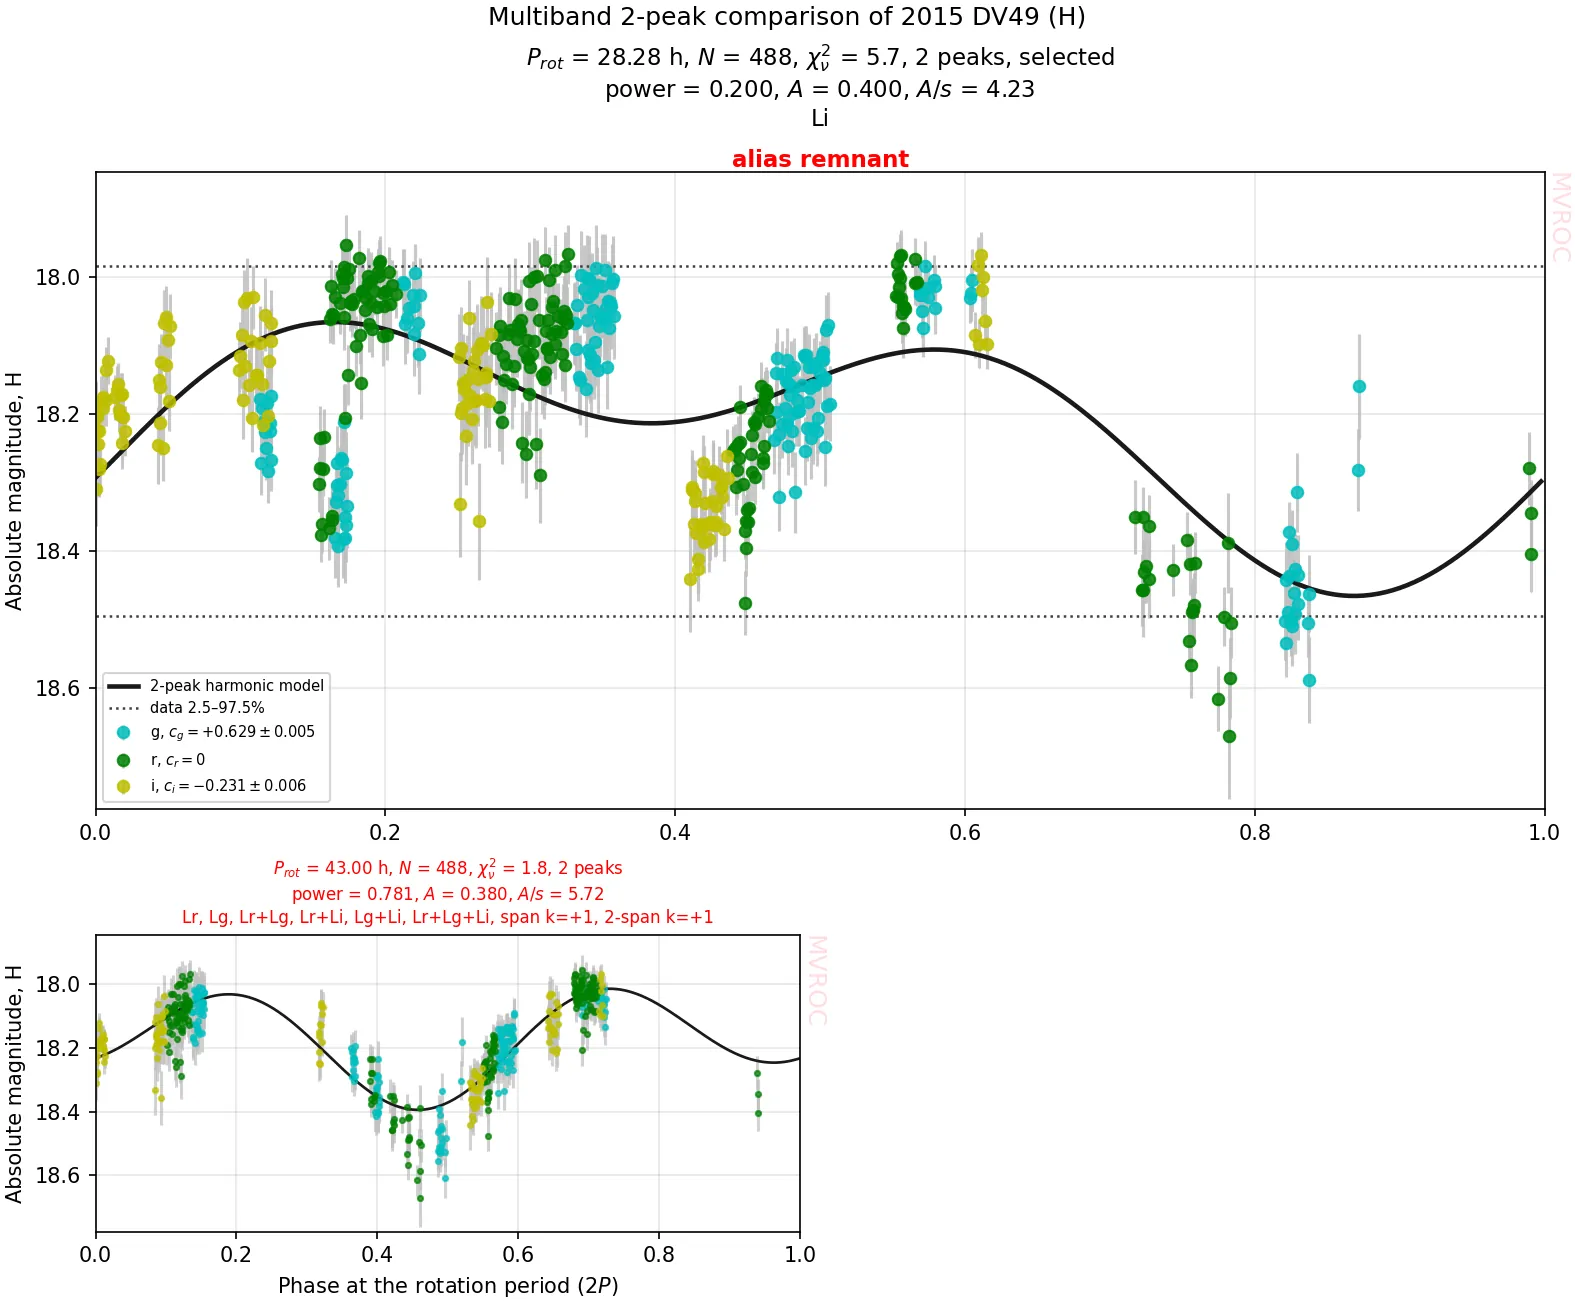 Multiband 2-peak comparison of 2015 DV49 (H)
P_rot = 28.28 h, N = 488, χ²_ν = 5.7, 2 peaks, selected
power = 0.200, A = 0.400, A/s = 4.23
Li
alias remnant
MVROC
Absolute magnitude, H
18.0
18.2
18.4
18.6
2-peak harmonic model
data 2.5–97.5%
g, c_g = +0.629 ± 0.005
r, c_r = 0
i, c_i = −0.231 ± 0.006
0.0 0.2 0.4 0.6 0.8 1.0
P_rot = 43.00 h, N = 488, χ²_ν = 1.8, 2 peaks
power = 0.781, A = 0.380, A/s = 5.72
Lr, Lg, Lr+Lg, Lr+Li, Lg+Li, Lr+Lg+Li, span k=+1, 2-span k=+1
MVROC
Absolute magnitude, H
18.0
18.2
18.4
18.6
0.0 0.2 0.4 0.6 0.8 1.0
Phase at the rotation period (2P)